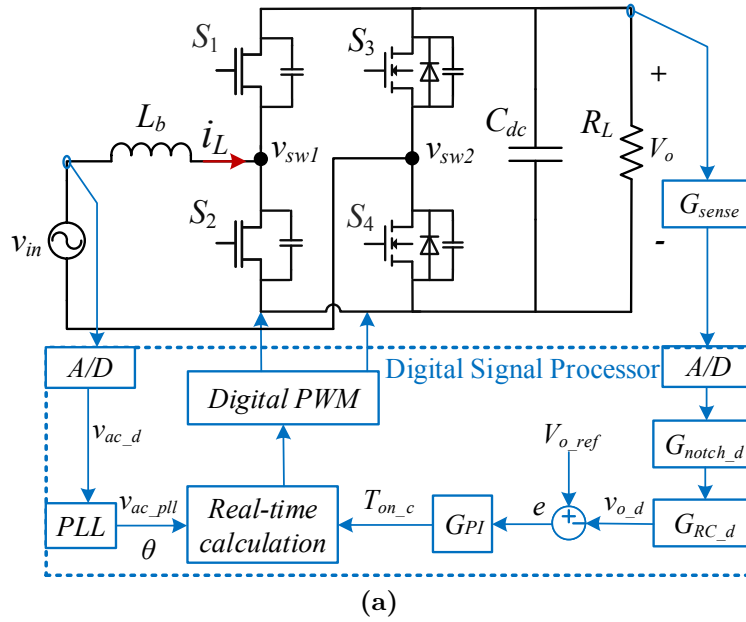 S1
S3
Lb
iL
vsw1
vsw2
Cdc
RL
+
Vo
-
Gsense
S2
S4
vin
A/D
Digital Signal Processor
A/D
Digital PWM
vac_d
Vo_ref
Gnotch_d
PLL
vac_pll
θ
Real-time
calculation
Ton_c
GPI
e
+
-
vo_d
GRC_d
(a)